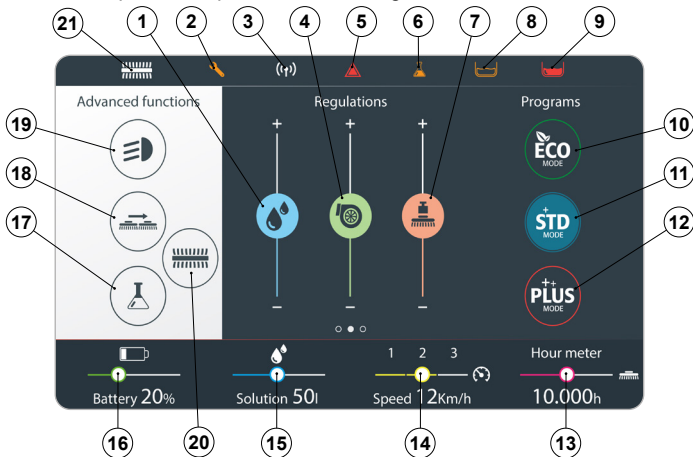 1 3 4 5 6 7 8 9
21 2
Advanced functions Regulations Programs
+ + +
19 ECO MODE 10
18 +STD MODE 11
17 12
++PLUS MODE
- - -
1 2 3 Hour meter
Battery 20% Solution 50l Speed 12Km/h 10.000h
16 20 15 14 13